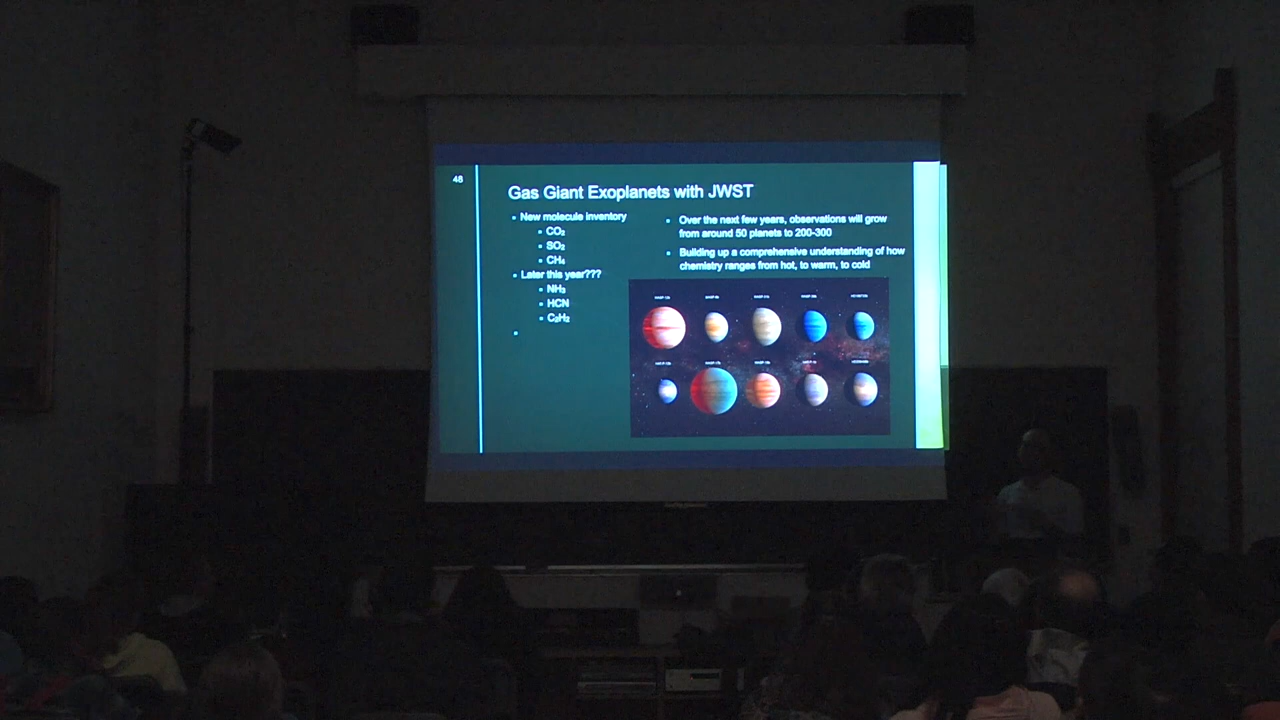 48
Gas Giant Exoplanets with JWST
New molecule inventory
CO₂
SO₂
CH₄
Later this year???
NH₃
HCN
C₂H₂
Over the next few years, observations will grow
from around 50 planets to 200-300
Building up a comprehensive understanding of how
chemistry ranges from hot, to warm, to cold